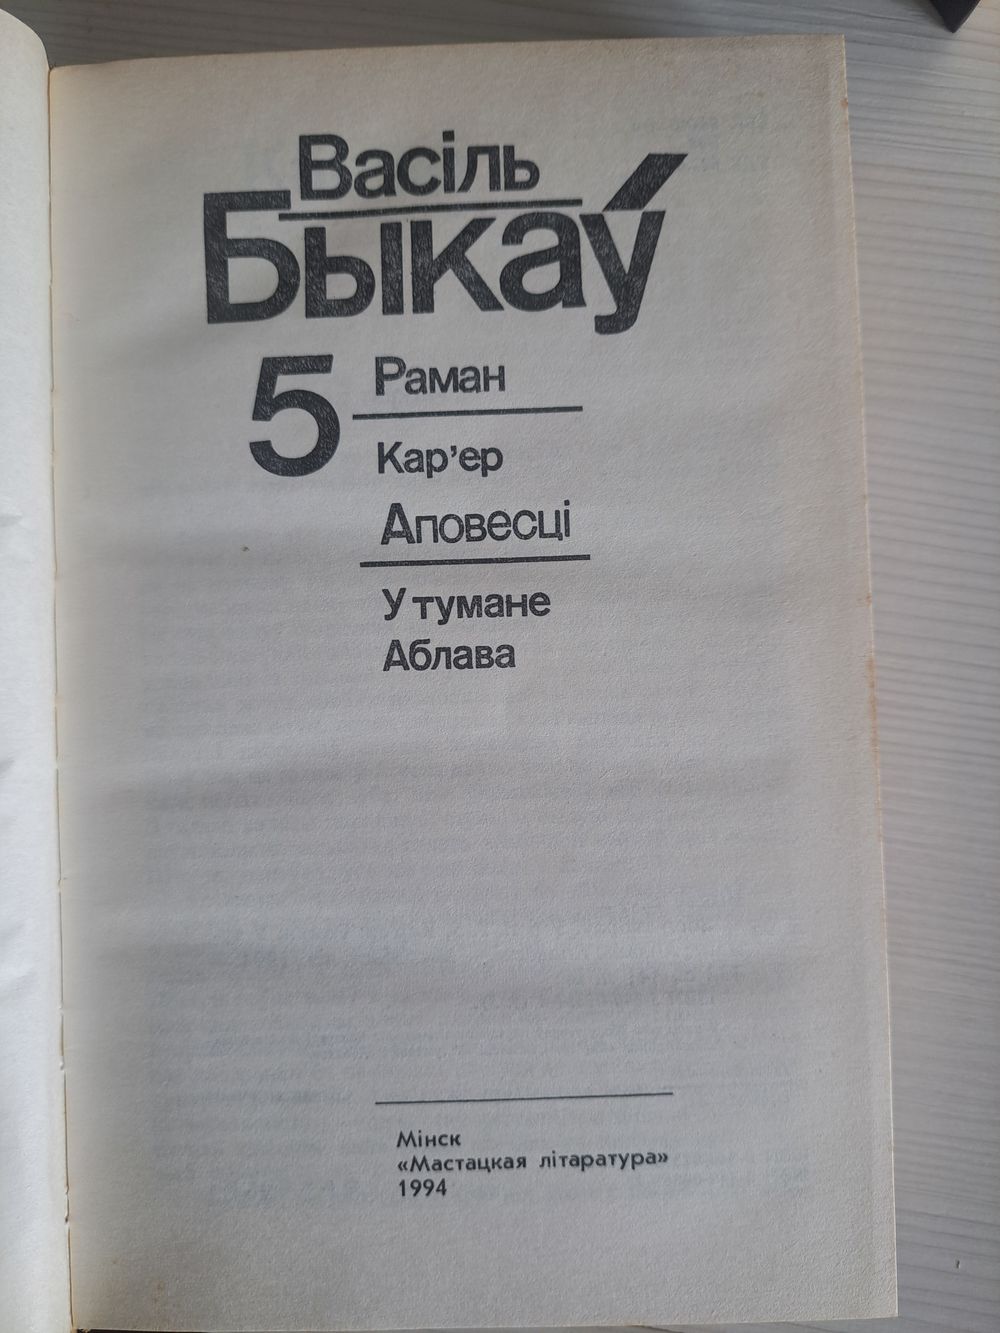 Васіль
Быкаў
5
Раман
Кар’ер
Аповесці
У тумане
Аблава
Мінск
«Мастацкая літаратура»
1994